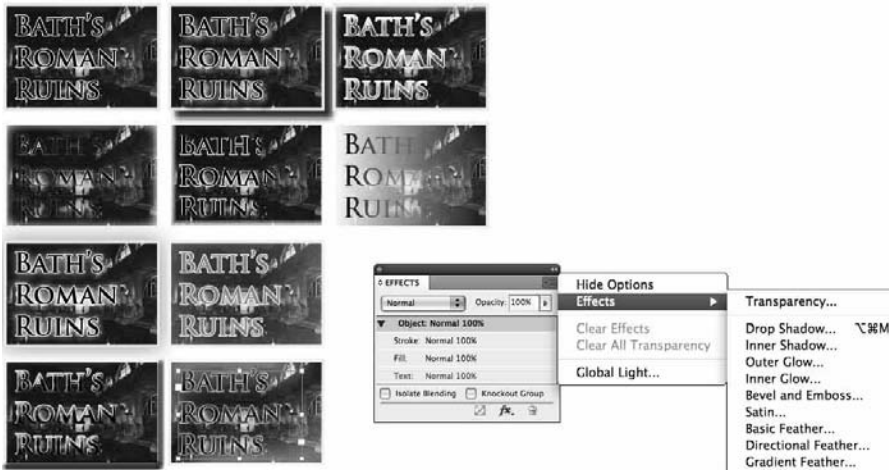 BATH'S
ROMAN
RUINS
BATH'S
ROMAN
RUINS
BATH'S
ROMAN
RUINS
BATH'S
ROMAN
RUINS
BATH'S
ROMAN
RUINS
BATH
ROMA
RUIN
BATH'S
ROMAN
RUINS
BATH'S
ROMAN
RUINS
BATH'S
ROMAN
RUINS
BATH'S
ROMAN
RUINS
EFFECTS
Normal Opacity: 100%
Object: Normal 100%
Stroke: Normal 100%
Fill: Normal 100%
Text: Normal 100%
Isolate Blending Knockout Group
fx.
Hide Options
Effects
Clear Effects
Clear All Transparency
Global Light...
Transparency...
Drop Shadow... ⌥⌘M
Inner Shadow...
Outer Glow...
Inner Glow...
Bevel and Emboss...
Satin...
Basic Feather...
Directional Feather...
Gradient Feather...